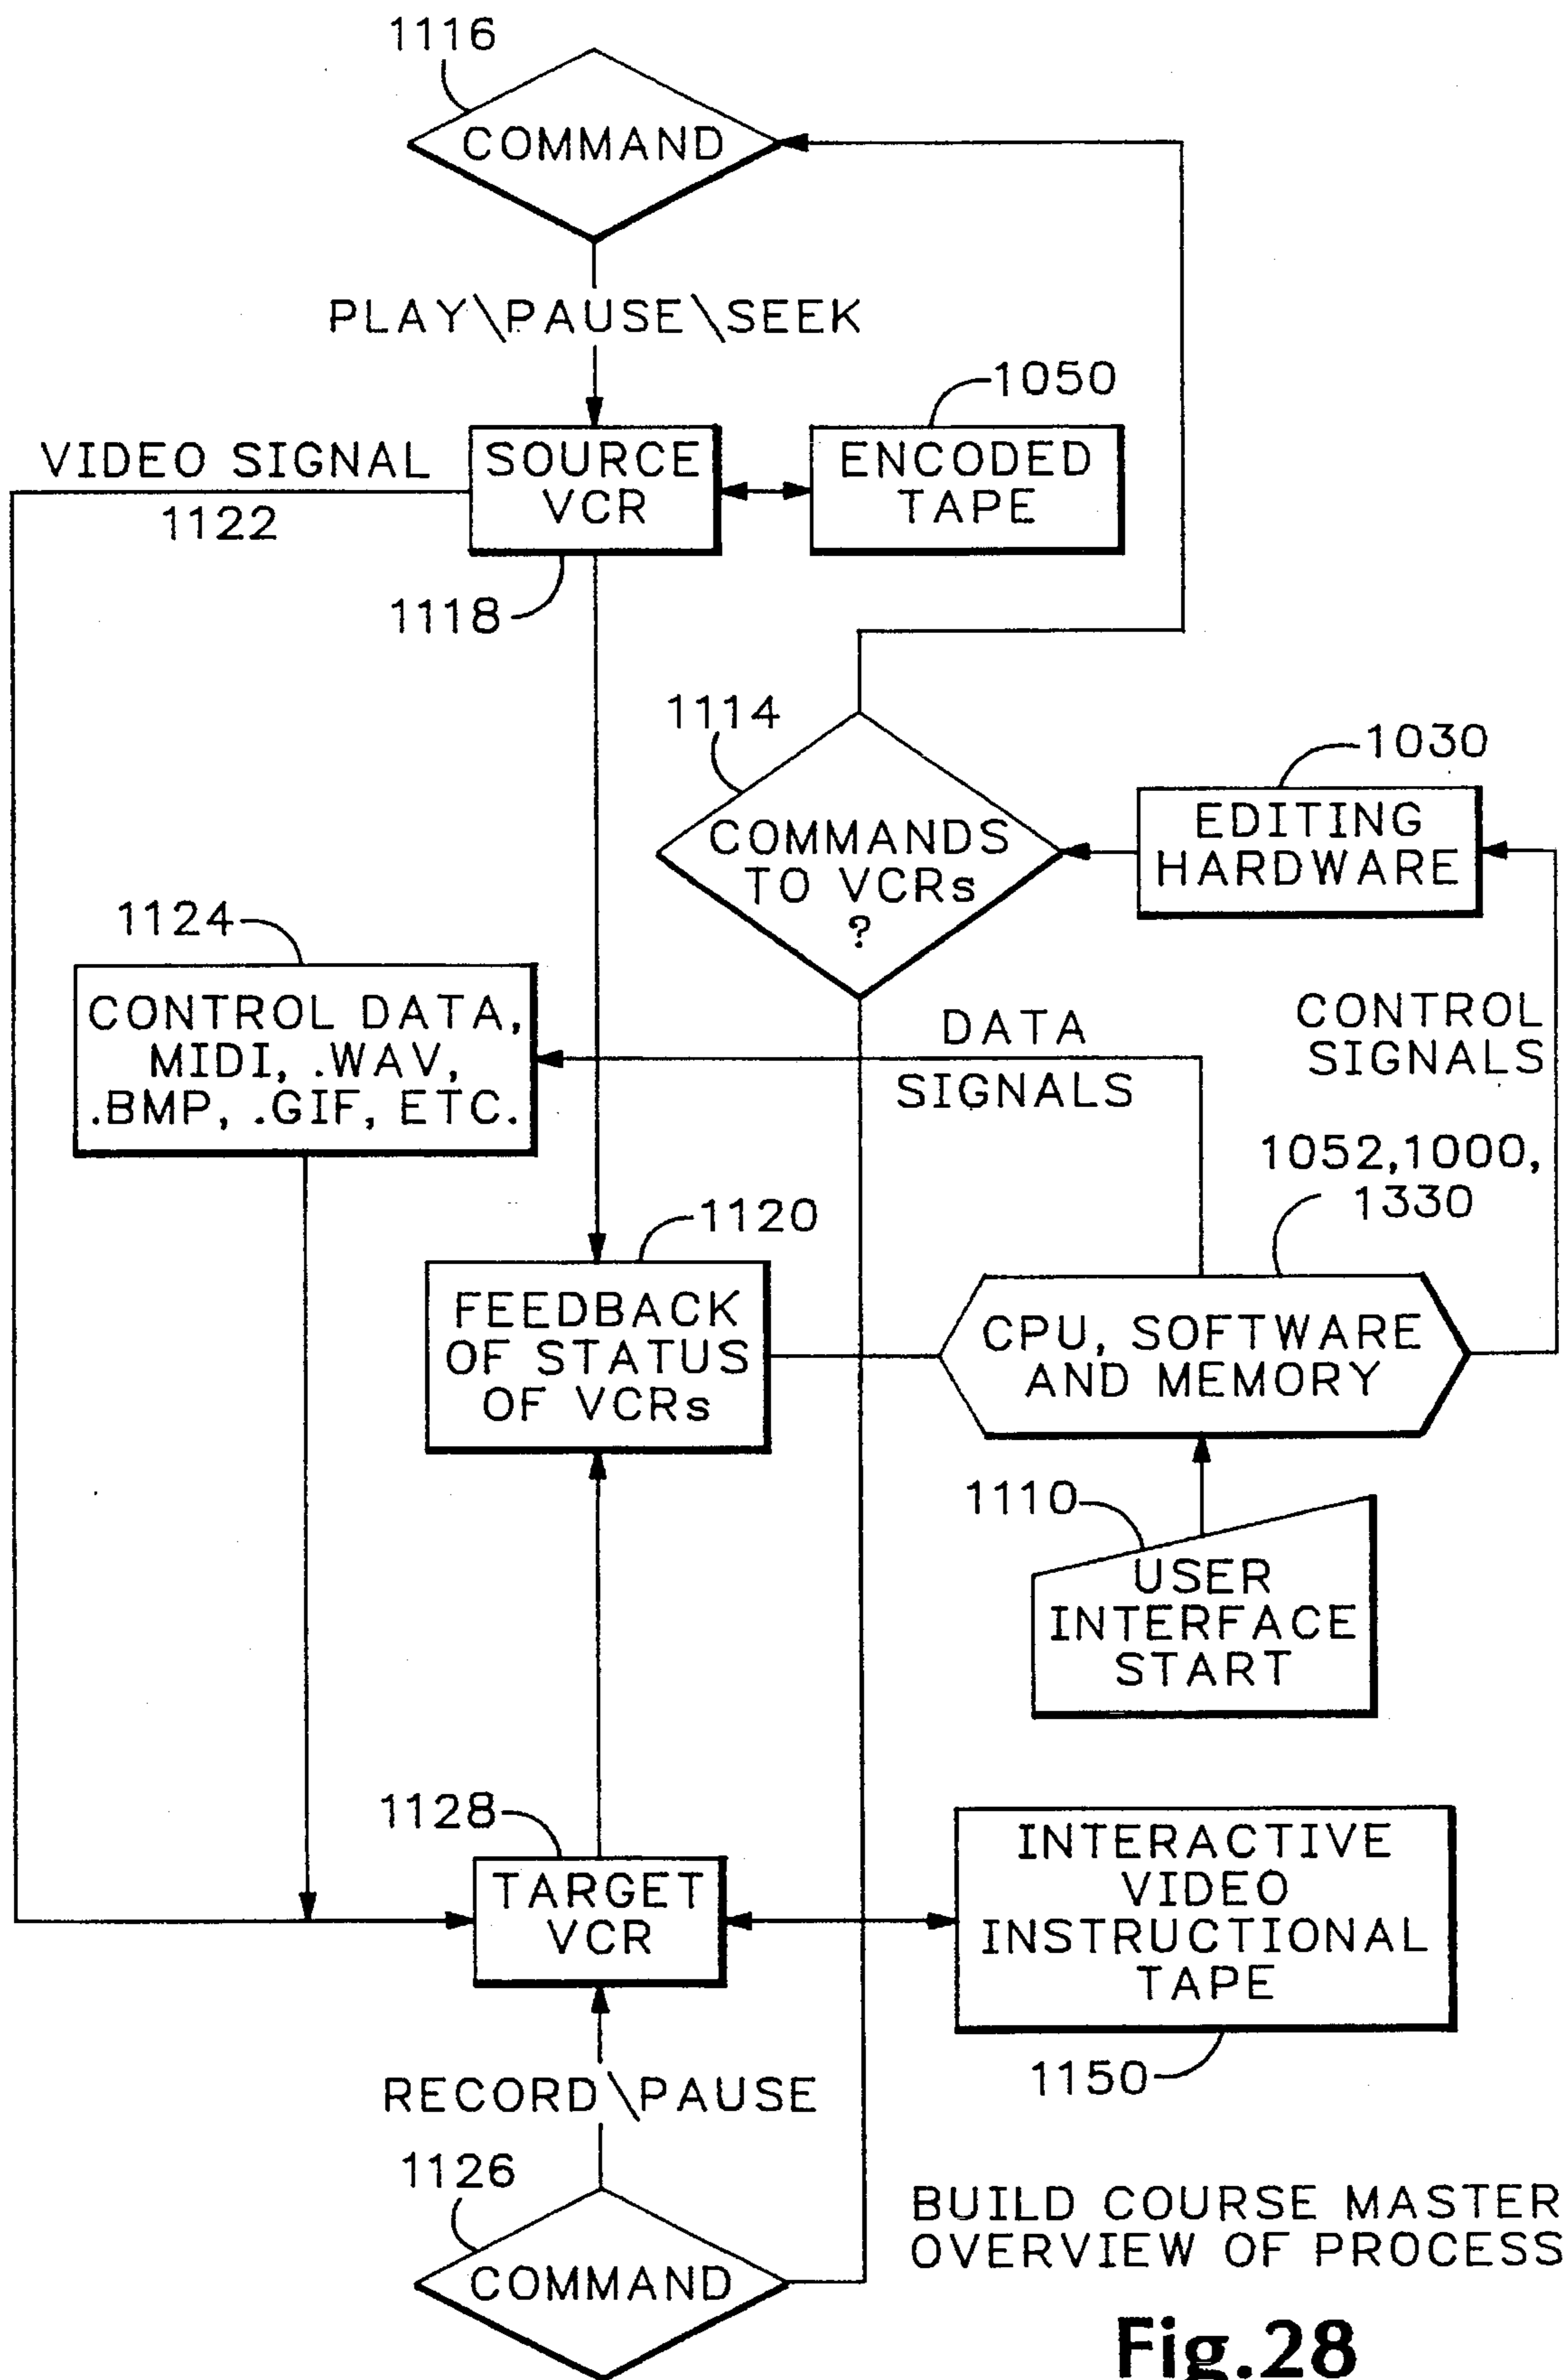 1116
COMMAND
PLAY\PAUSE\SEEK
1050
VIDEO SIGNAL
1122
SOURCE
VCR
ENCODED
TAPE
1118
1114
1030
COMMANDS
TO VCRs
?
EDITING
HARDWARE
1124
CONTROL DATA,
MIDI, .WAV,
.BMP, .GIF, ETC.
DATA
SIGNALS
CONTROL
SIGNALS
1052,1000,
1330
1120
FEEDBACK
OF STATUS
OF VCRs
CPU, SOFTWARE
AND MEMORY
1110
USER
INTERFACE
START
1128
TARGET
VCR
INTERACTIVE
VIDEO
INSTRUCTIONAL
TAPE
1150
RECORD\PAUSE
1126
COMMAND
BUILD COURSE MASTER
OVERVIEW OF PROCESS
Fig.28